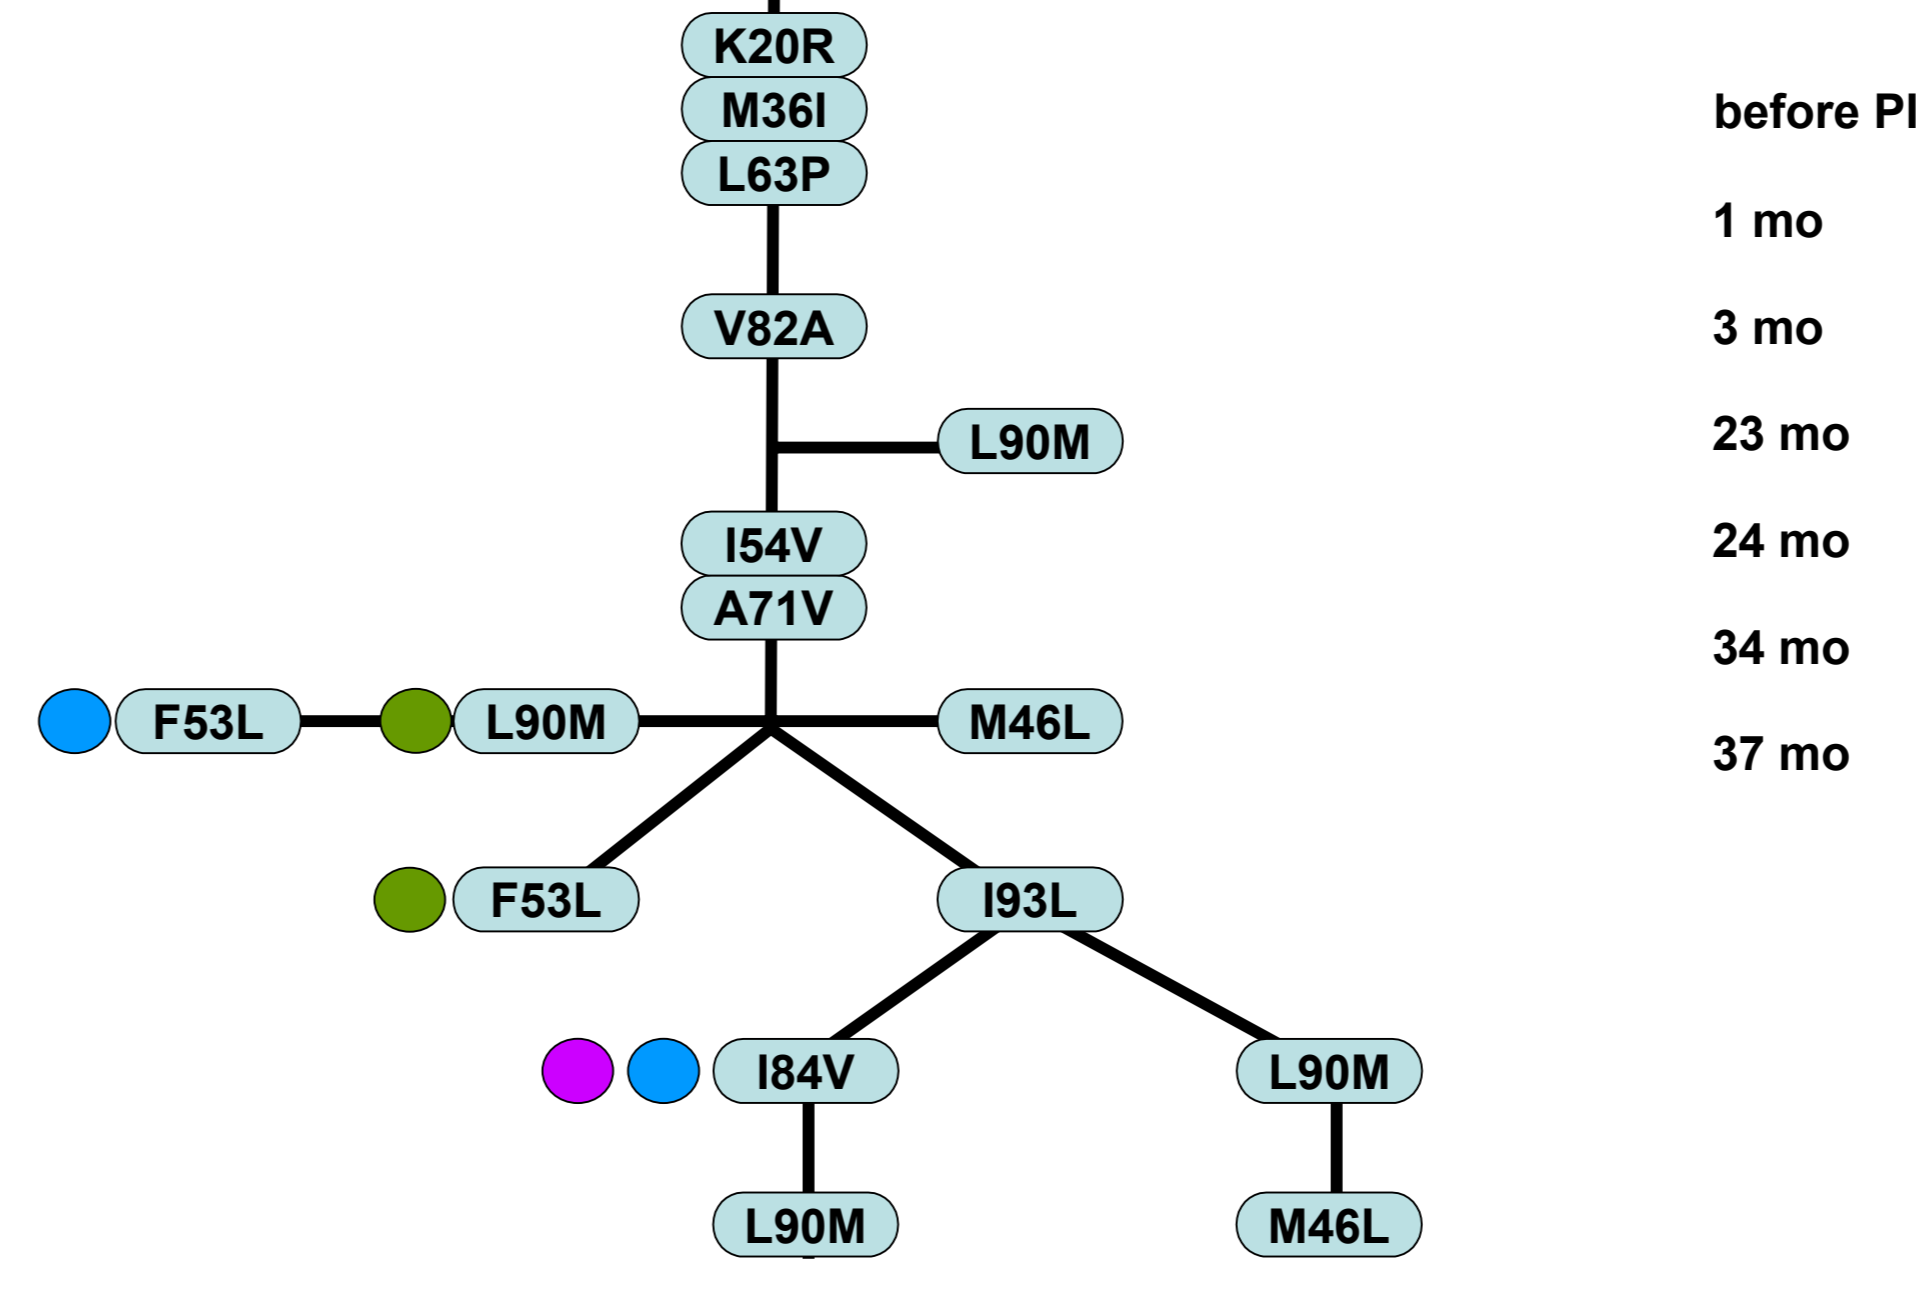 K20R
M36I
L63P
V82A
L90M
I54V
A71V
F53L
L90M
M46L
F53L
I93L
I84V
L90M
L90M
M46L
before PI
1 mo
3 mo
23 mo
24 mo
34 mo
37 mo